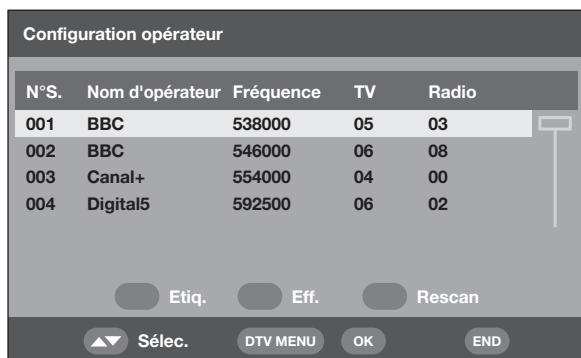 Configuration opérateur
N°S. Nom d'opérateur Fréquence TV Radio
001 BBC 538000 05 03
002 BBC 546000 06 08
003 Canal+ 554000 04 00
004 Digital5 592500 06 02
Etiq. Eff. Rescan
Sélec. DTV MENU OK END